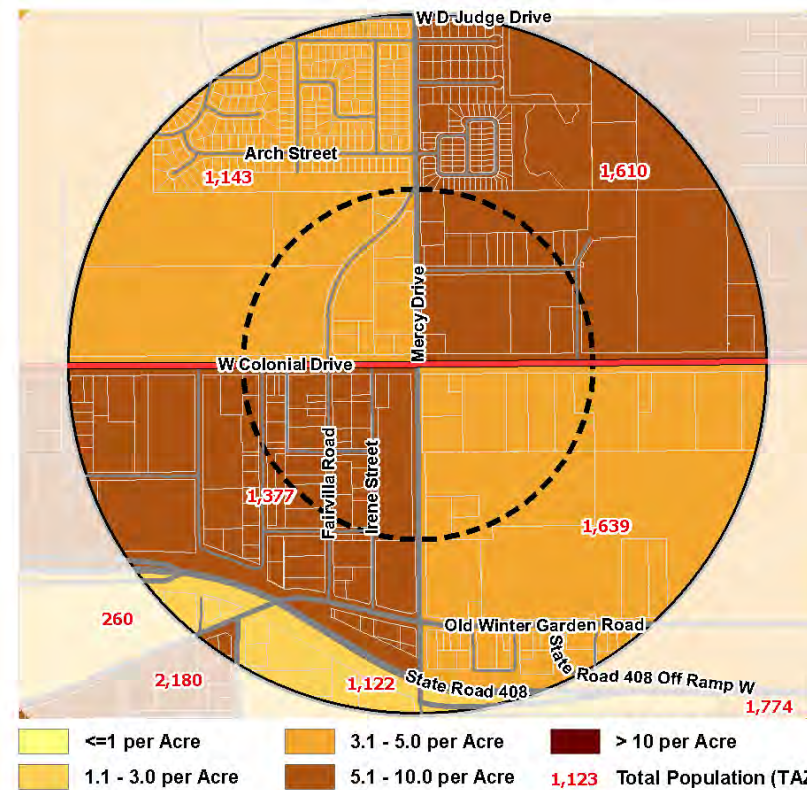 W D Judge Drive
Arch Street
1,143
1,610
Mercy Drive
W Colonial Drive
Fairvilla Road
Irene Street
1,377
1,639
260
Old Winter Garden Road
2,180
1,122
State Road 408
State Road 408 Off Ramp W
1,774
<=1 per Acre
3.1 - 5.0 per Acre
> 10 per Acre
1.1 - 3.0 per Acre
5.1 - 10.0 per Acre
1,123 Total Population (TAZ